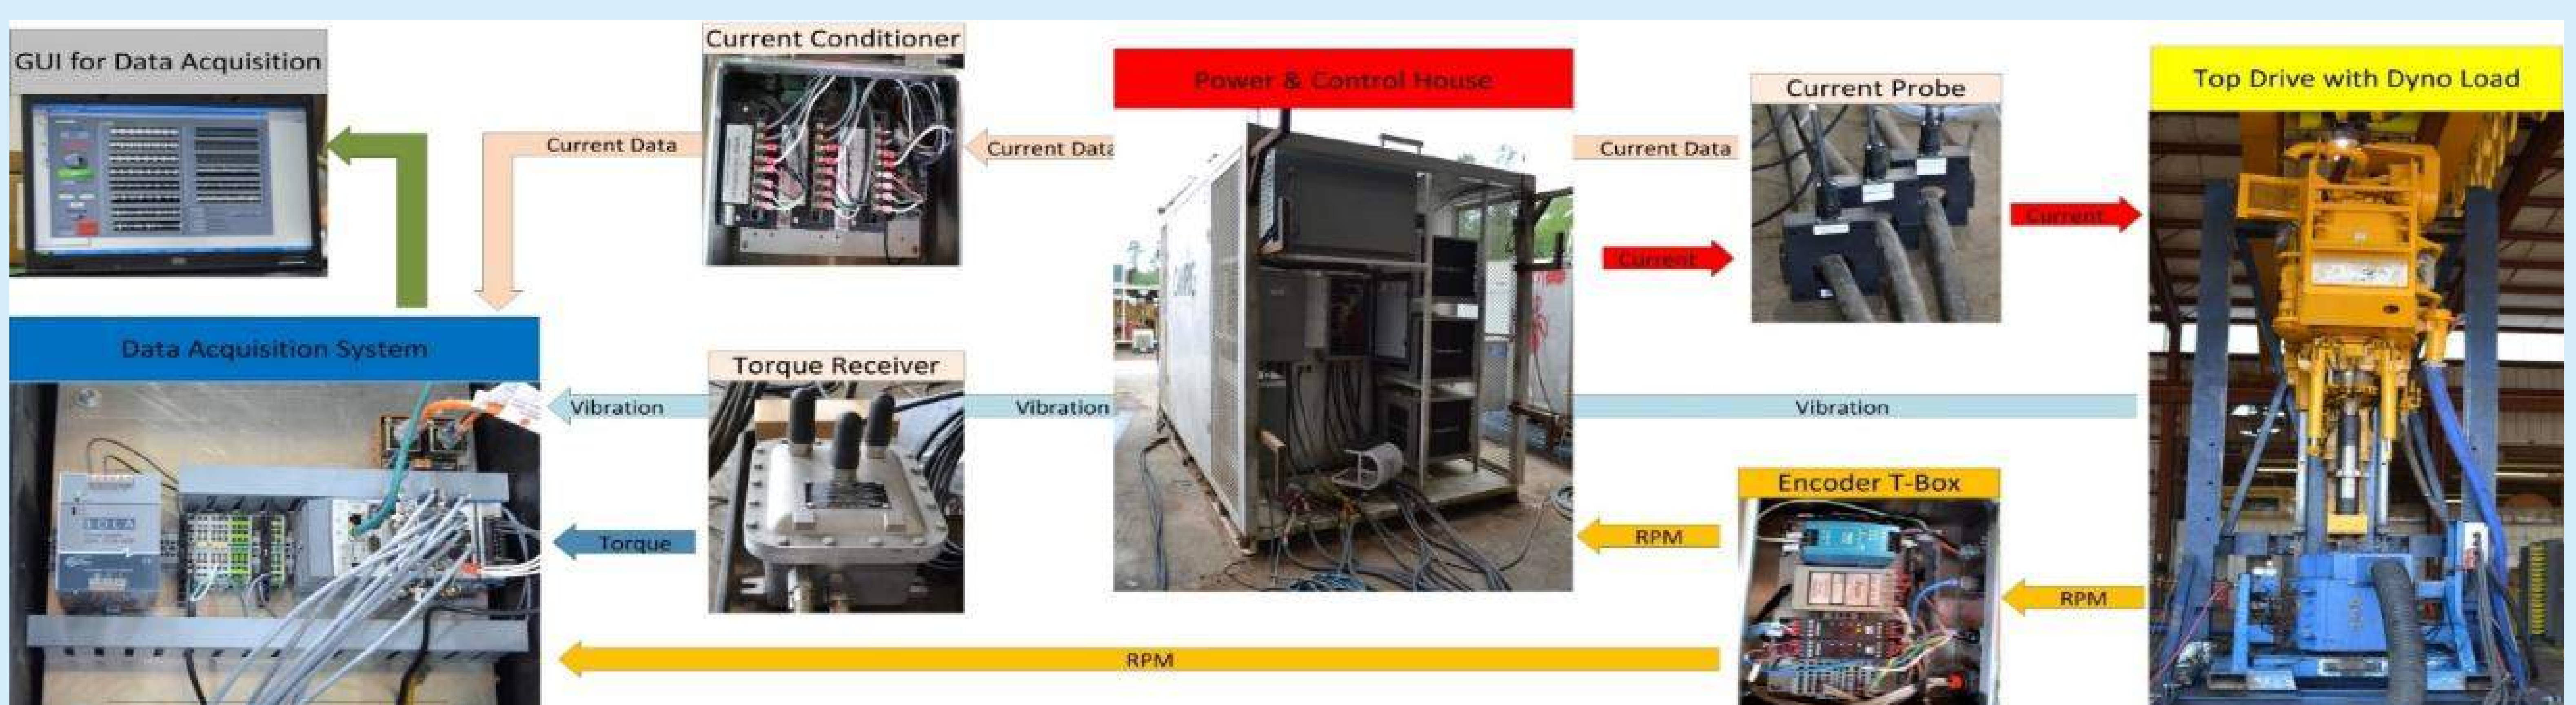 GUI for Data Acquisition
Current Conditioner
Power & Control House
Current Probe
Top Drive with Dyno Load
Current Data
Current Data
Current Data
Current
Current
Data Acquisition System
Torque Receiver
Vibration
Vibration
Vibration
Encoder T-Box
Torque
RPM
RPM
RPM
SOLA